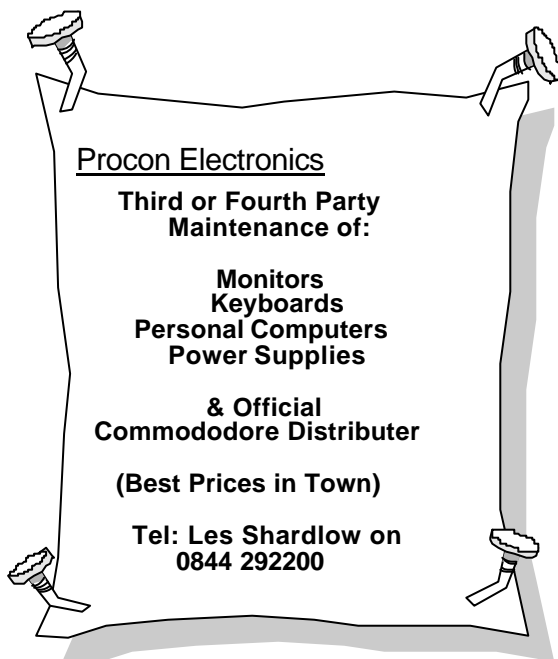 Procon Electronics
Third or Fourth Party
Maintenance of:
Monitors
Keyboards
Personal Computers
Power Supplies
& Official
Commododore Distributer
(Best Prices in Town)
Tel: Les Shardlow on
0844 292200